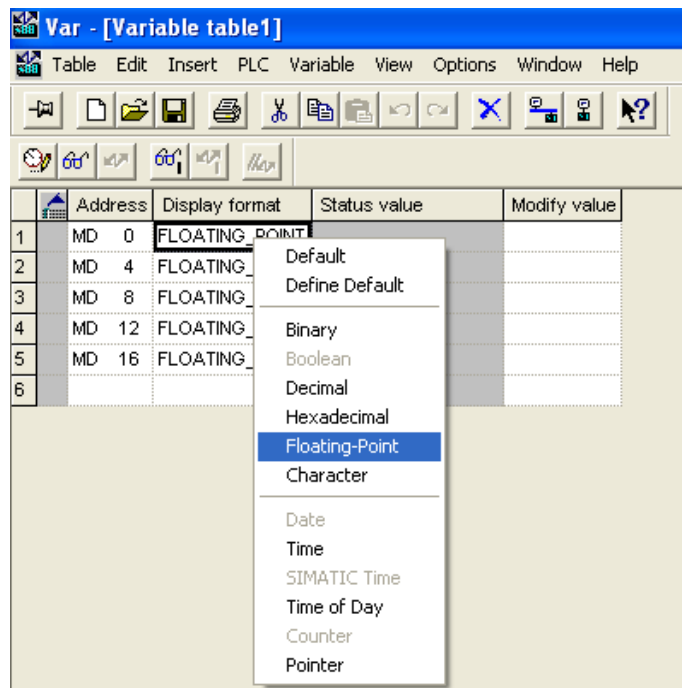 Var - [Variable table1]
Table Edit Insert PLC Variable View Options Window Help
Address Display format Status value Modify value
1 MD 0 FLOATING_POINT
2 MD 4 FLOATING_
3 MD 8 FLOATING_
4 MD 12 FLOATING_
5 MD 16 FLOATING_
6
Default
Define Default
Binary
Boolean
Decimal
Hexadecimal
Floating-Point
Character
Date
Time
SIMATIC Time
Time of Day
Counter
Pointer